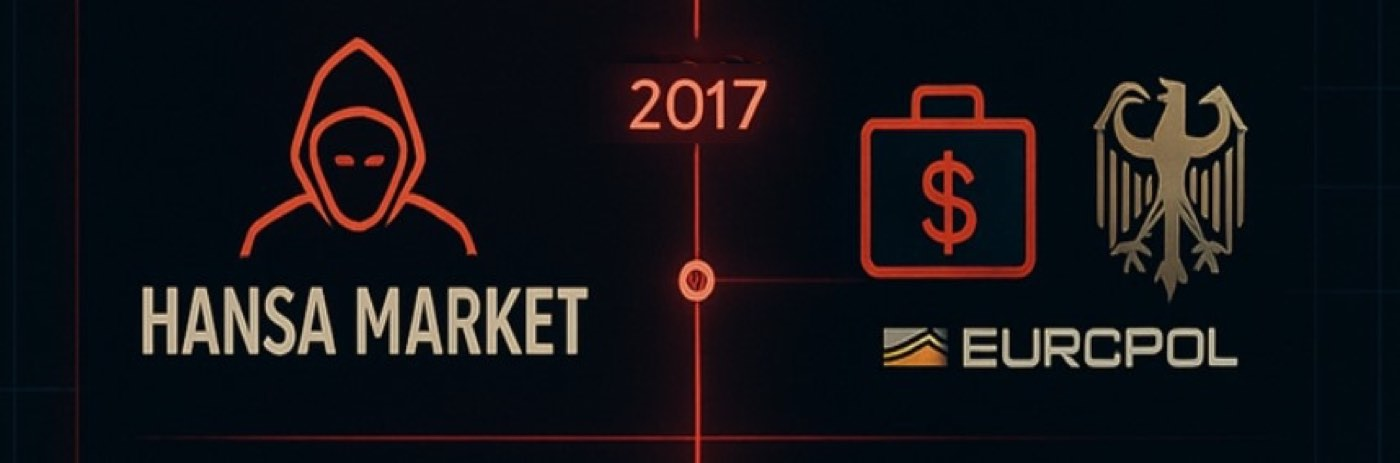 2017
$
HANSA MARKET
EURCPOL